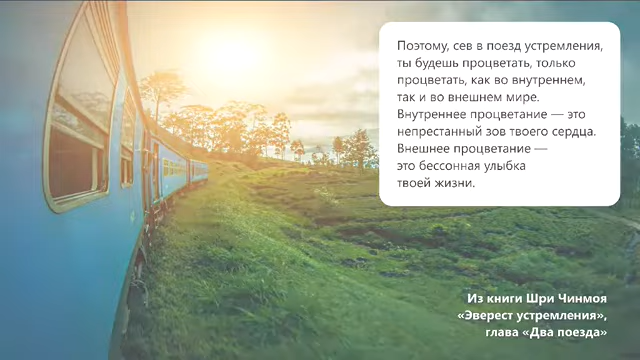 Поэтому, сев в поезд устремления,
ты будешь процветать, только
процветать, как во внутреннем,
так и во внешнем мире.
Внутреннее процветание — это
непрестанный зов твоего сердца.
Внешнее процветание —
это бессонная улыбка
твоей жизни.
Из книги Шри Чинмоя
«Эверест устремления»,
глава «Два поезда»